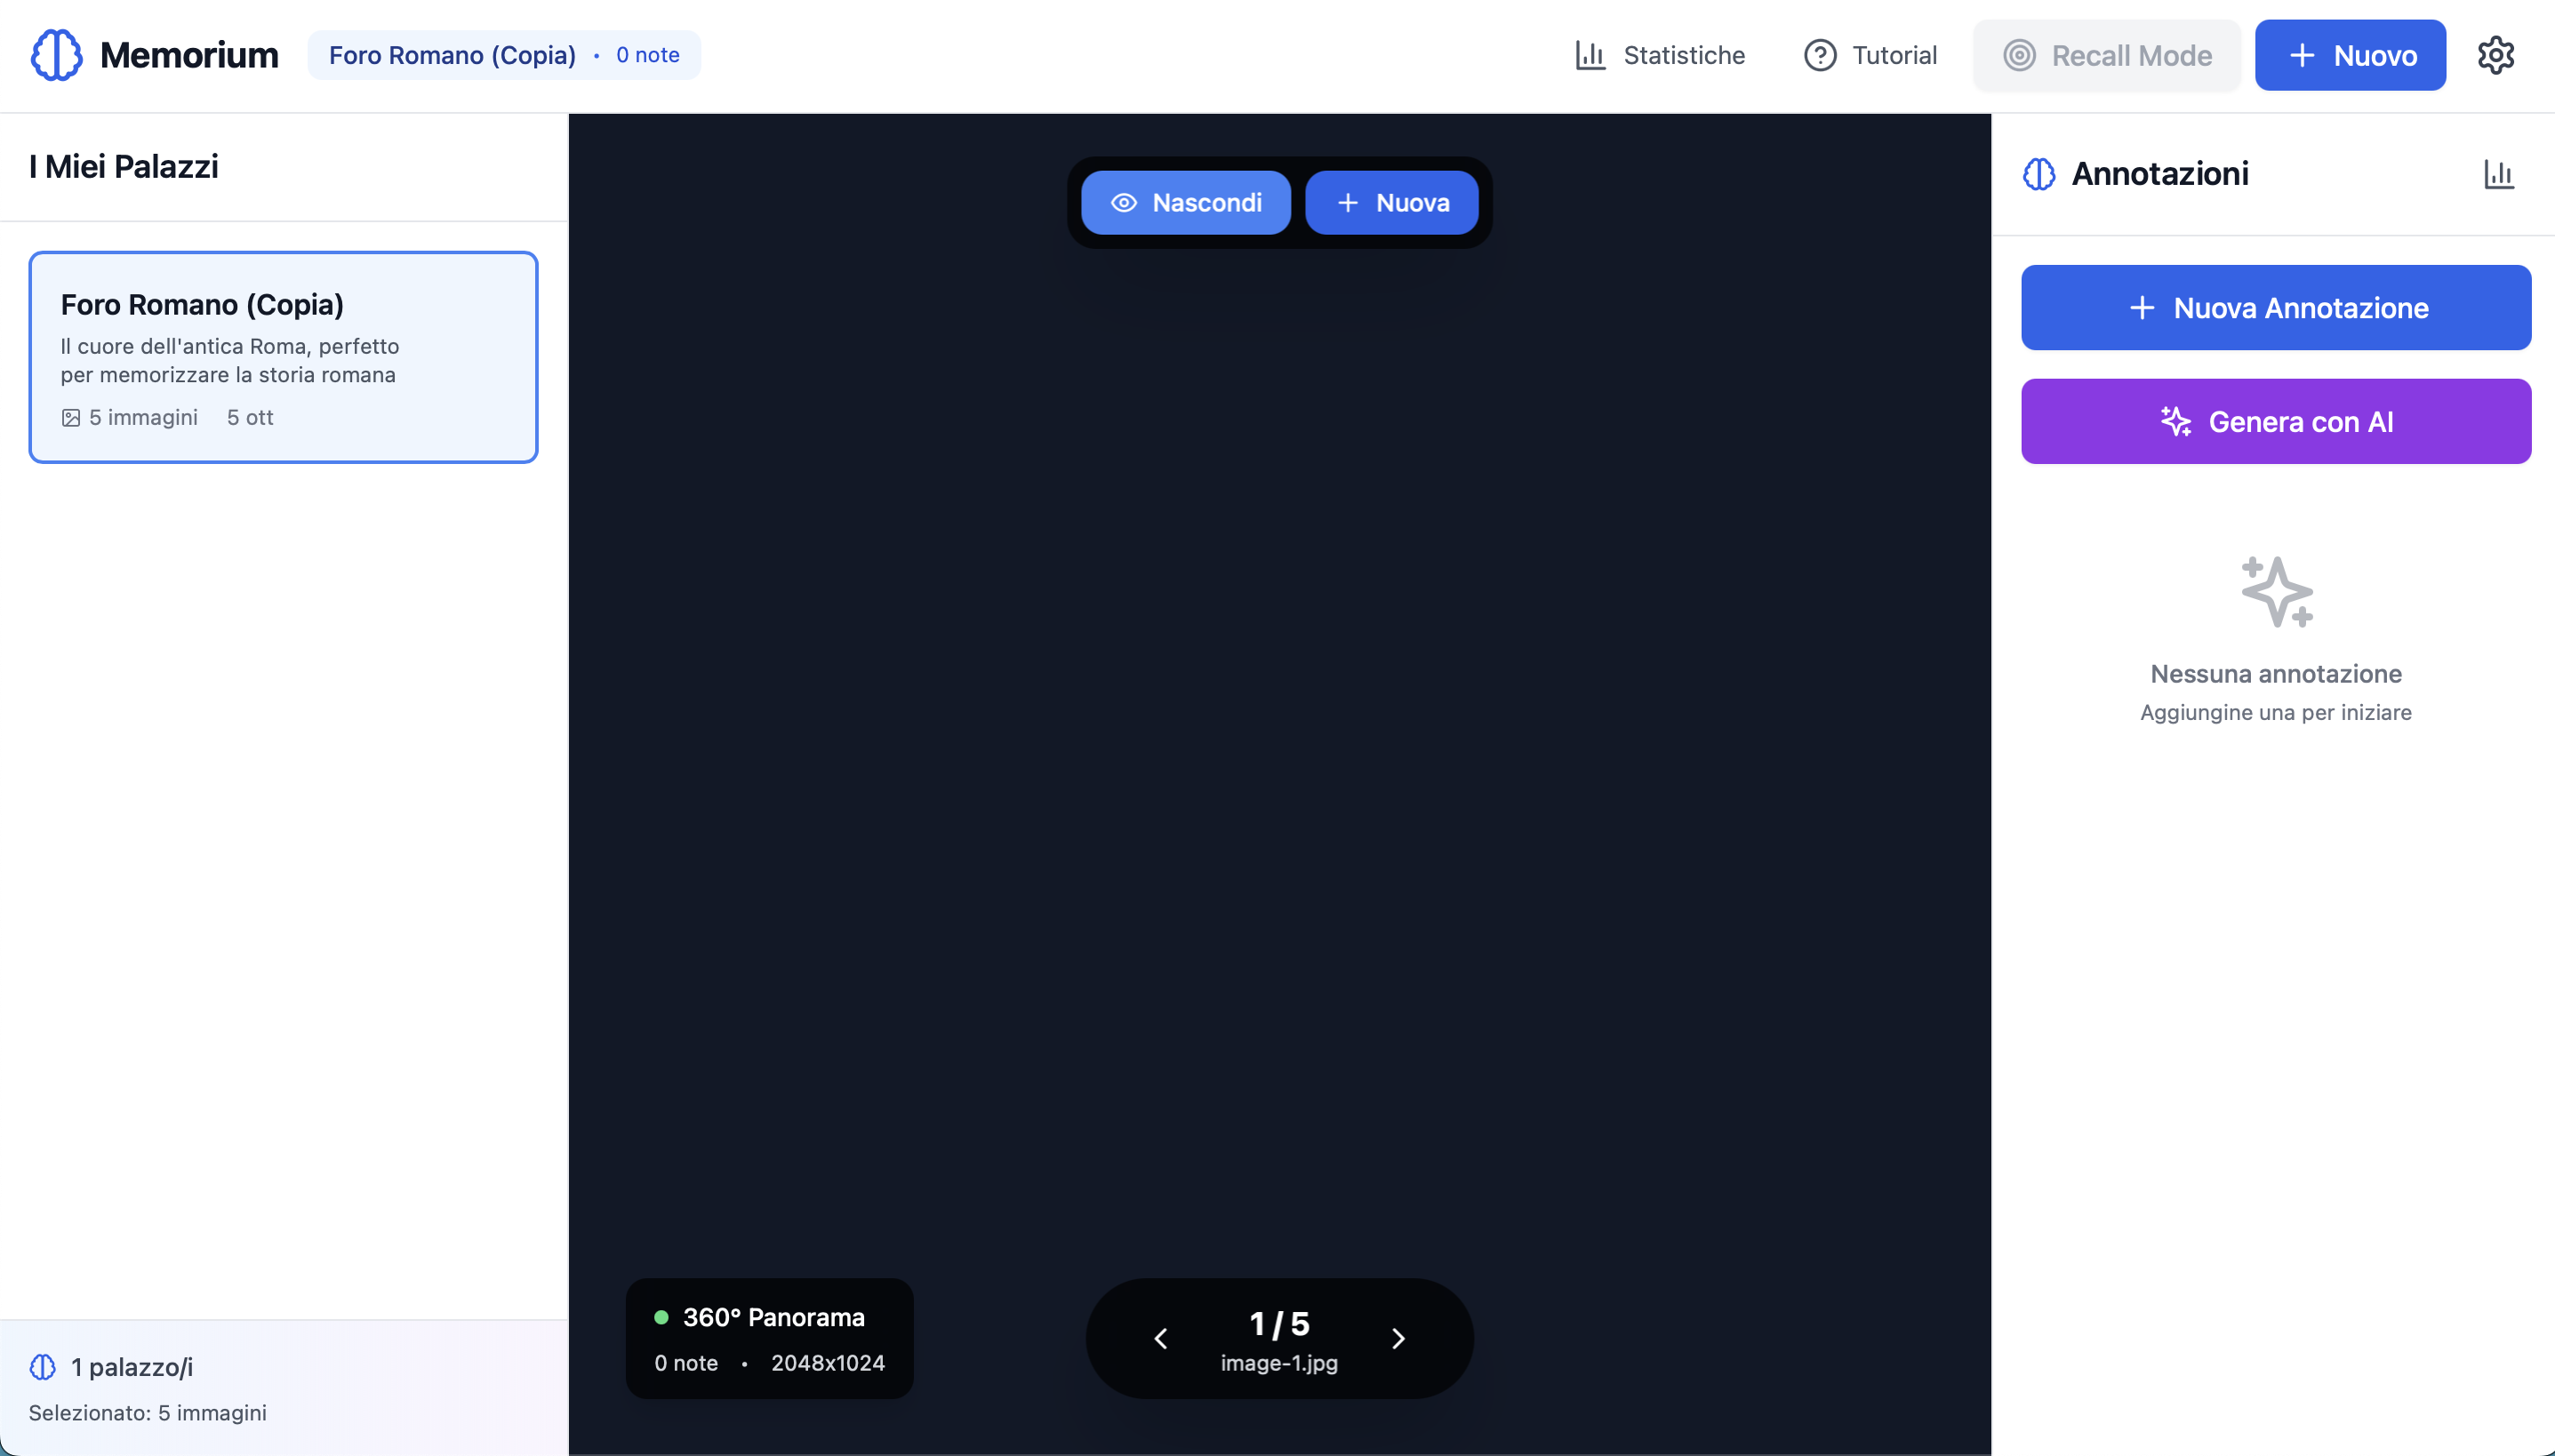 Memorium
Foro Romano (Copia) • 0 note
Statistiche
Tutorial
Recall Mode
Nuovo
I Miei Palazzi
Foro Romano (Copia)
Il cuore dell'antica Roma, perfetto
per memorizzare la storia romana
5 immagini 5 ott
1 palazzo/i
Selezionato: 5 immagini
Nascondi
Nuova
360° Panorama
0 note • 2048x1024
1 / 5
image-1.jpg
Annotazioni
Nuova Annotazione
Genera con AI
Nessuna annotazione
Aggiungine una per iniziare